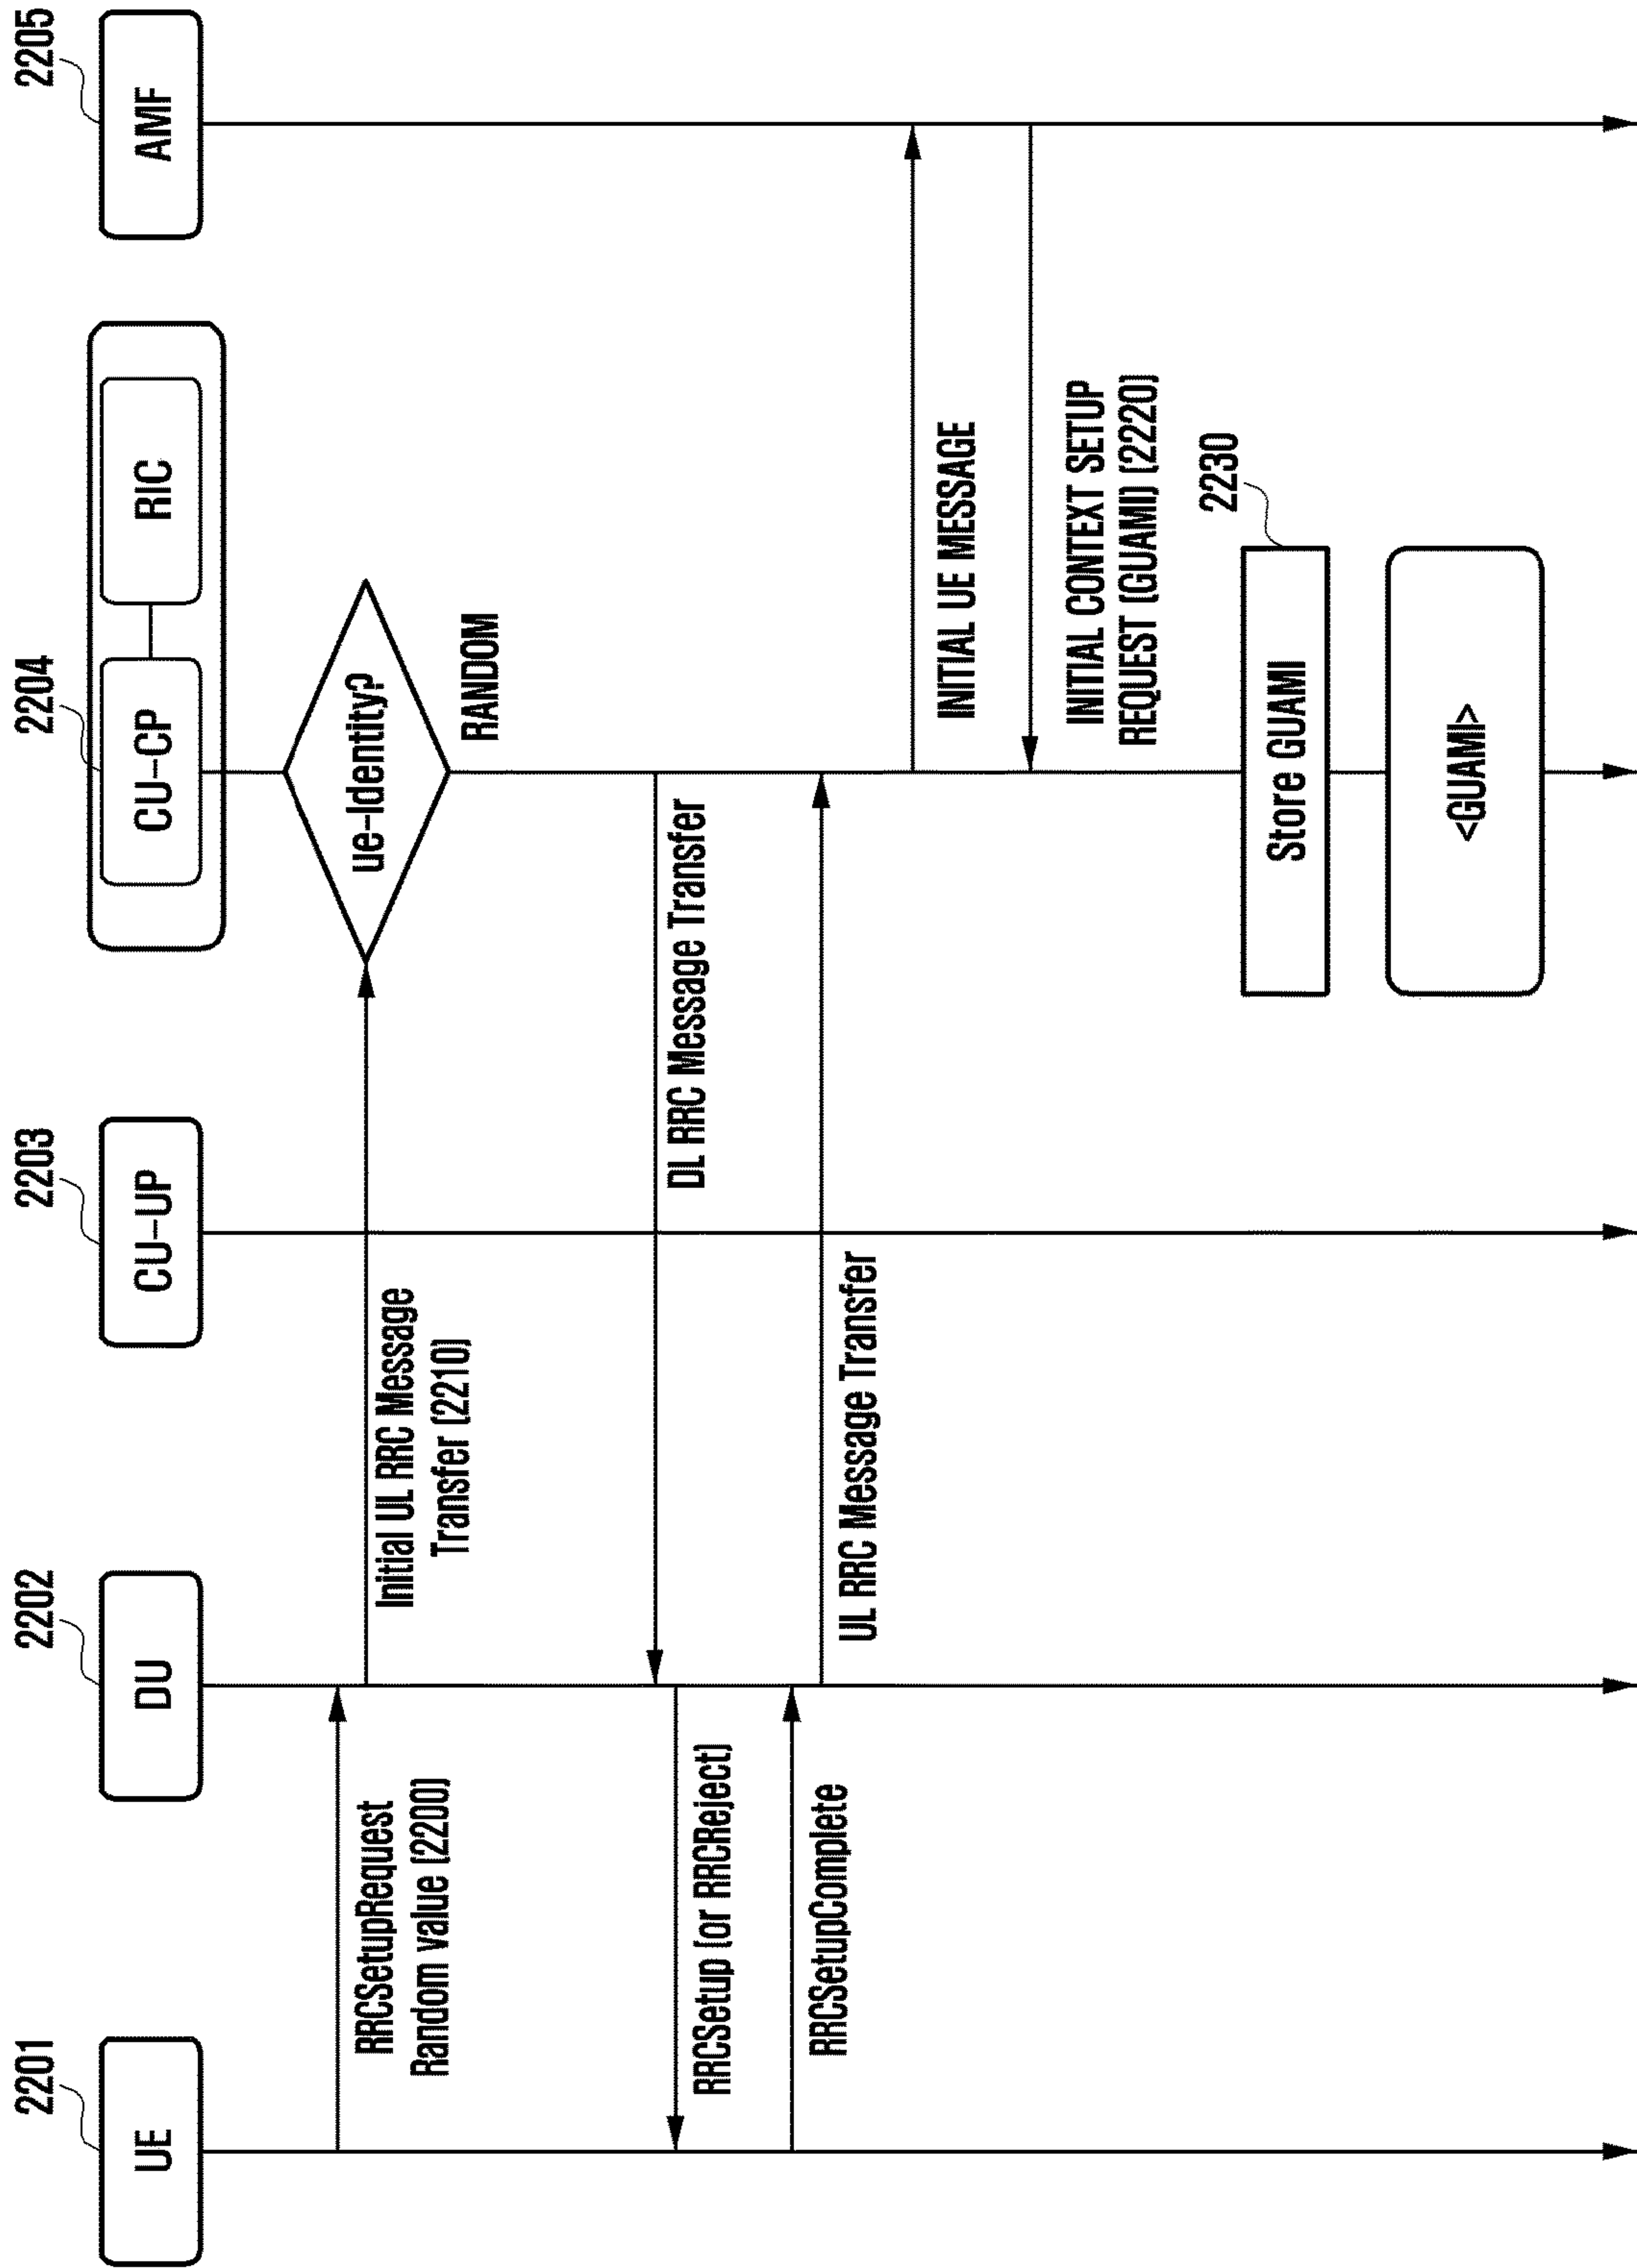 2201
2202
2203
2204
2205
UE
DU
CU-UP
CU-CP
RIC
AMF
RRCSetupRequest
Random value (2200)
Initial UL RRC Message
Transfer (2210)
ue-Identity?
RANDOM
DL RRC Message Transfer
RRCSetup (or RRCReject)
RRCSetupComplete
UL RRC Message Transfer
INITIAL UE MESSAGE
INITIAL CONTEXT SETUP
REQUEST (GUAMI) (2220)
2230
Store GUAMI
<GUAMI>